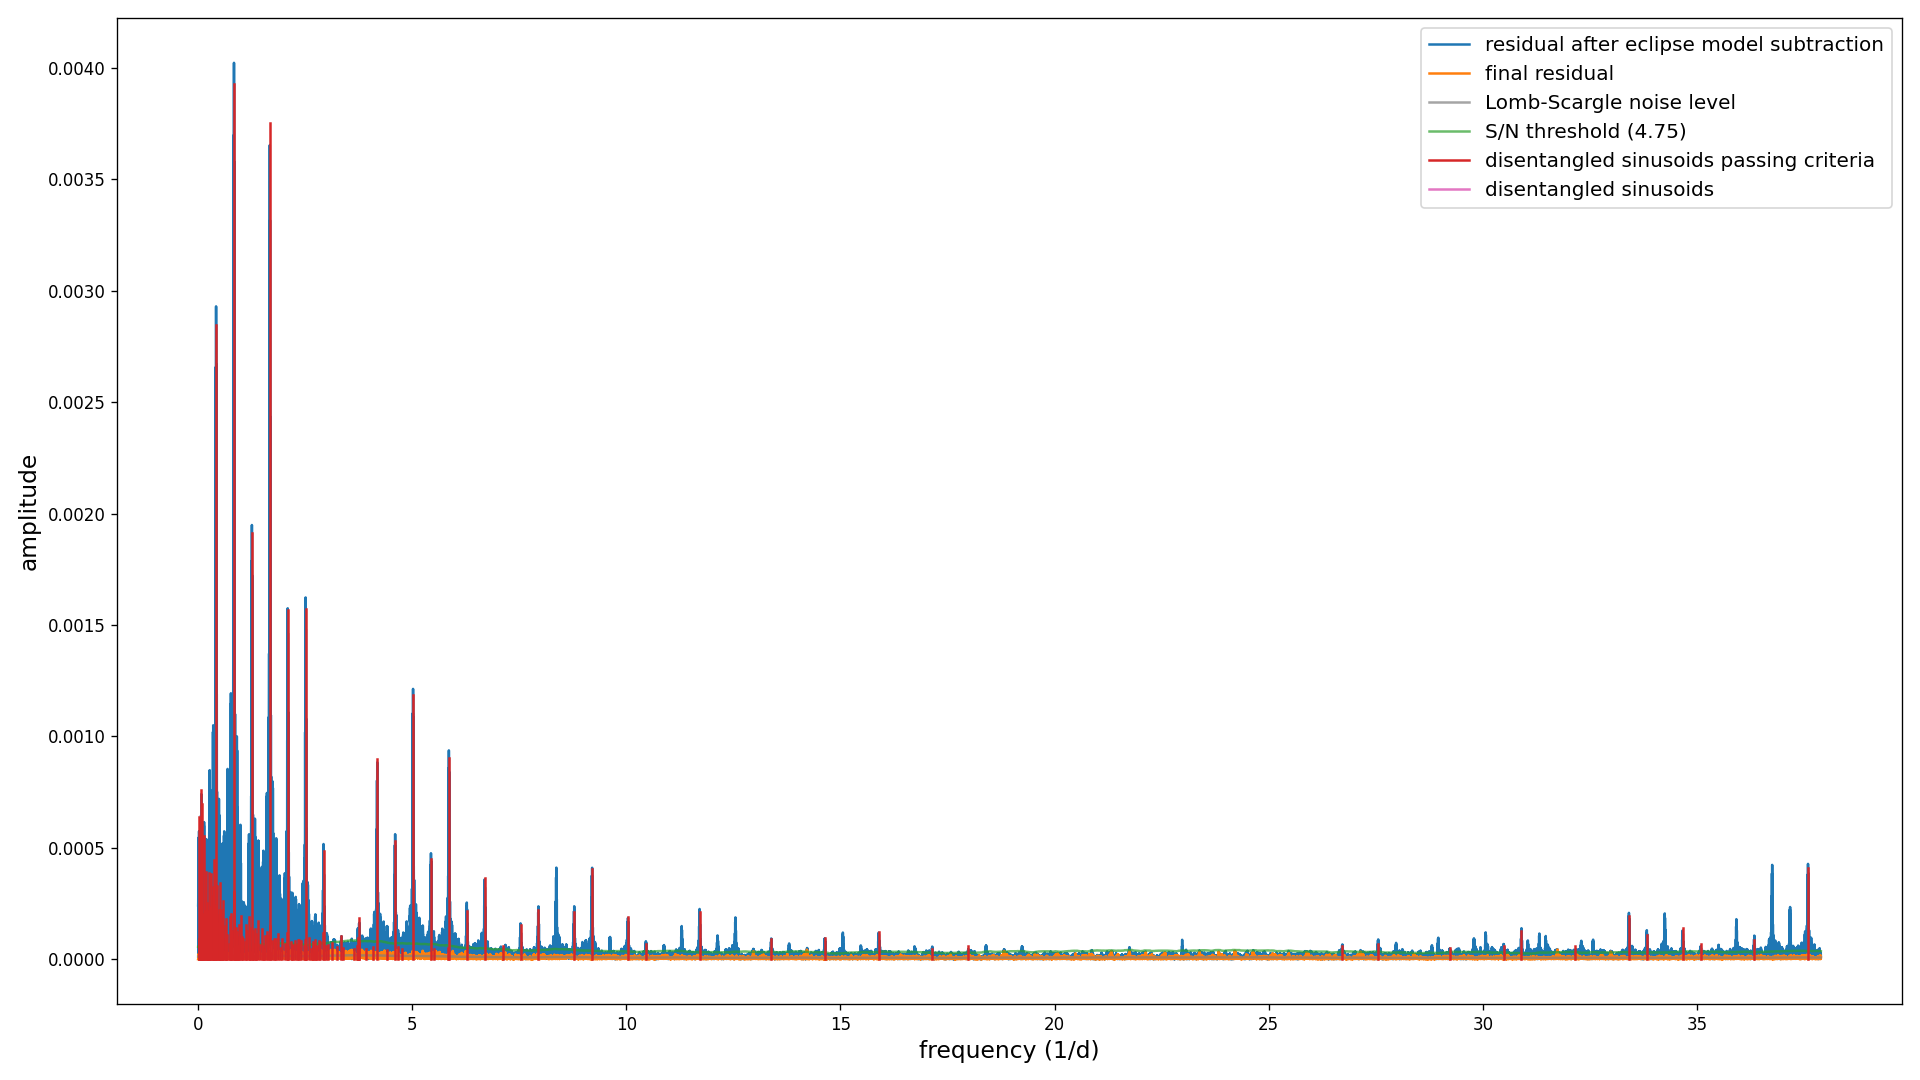 residual after eclipse model subtraction
final residual
Lomb-Scargle noise level
S/N threshold (4.75)
disentangled sinusoids passing criteria
disentangled sinusoids
0.0040
0.0035
0.0030
0.0025
0.0020
0.0015
0.0010
0.0005
0.0000
amplitude
0 5 10 15 20 25 30 35
frequency (1/d)